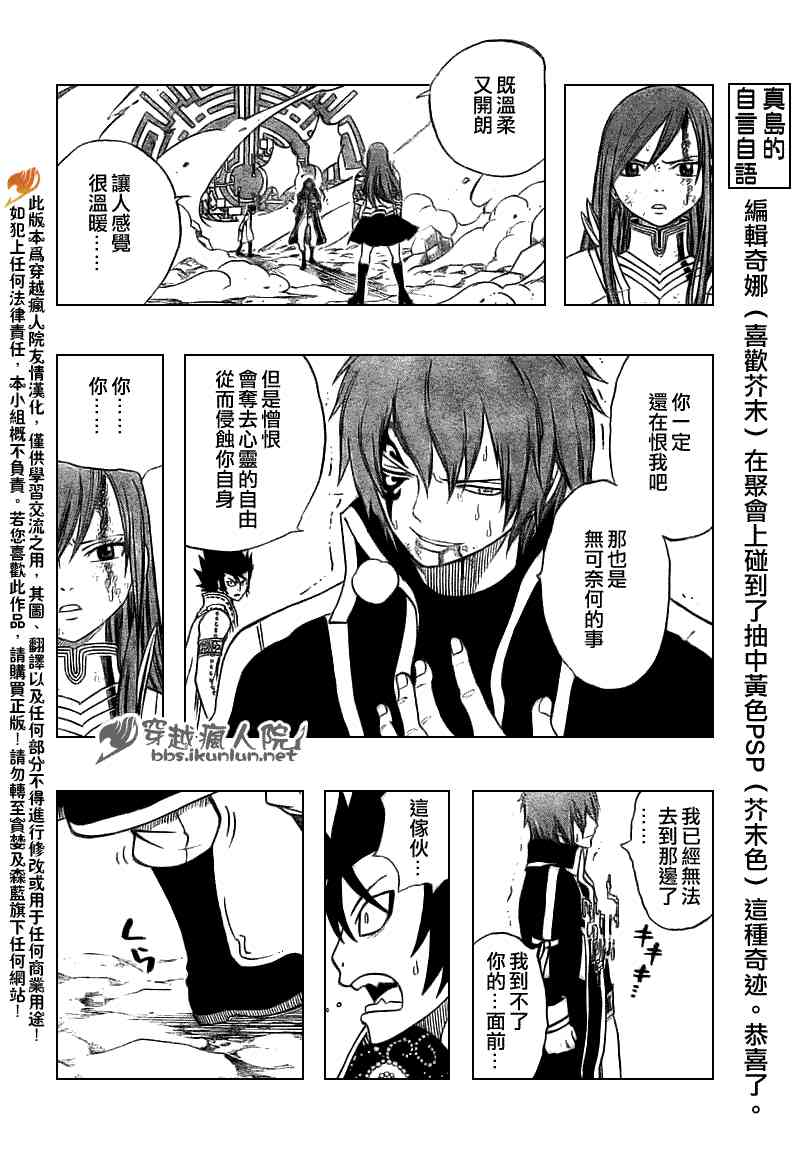 真島的
自言自語
編輯奇娜（喜歡芥末）在聚會上碰到了抽中黃色PSP（芥末色）這種奇迹。恭喜了。
既溫柔
又開朗
讓人感覺
很溫暖……
你一定
還在恨我吧
那也是
無可奈何的事
但是憎恨
會奪去心靈的自由
從而侵蝕你自身
你……
你……
穿越瘋人院
bbs.ikunlun.net
我已經無法
去到那邊了
……
キキ
我到不了
你的…面前…
這傢伙…
ぐら
此版本爲穿越瘋人院友情漢化，僅供學習交流之用，其圖、翻譯以及任何部分不得進行修改或用于任何商業用途！
如犯上任何法律責任，本小組概不負責。若您喜歡此作品，請購買正版！請勿轉至貪婪及森藍旗下任何網站！